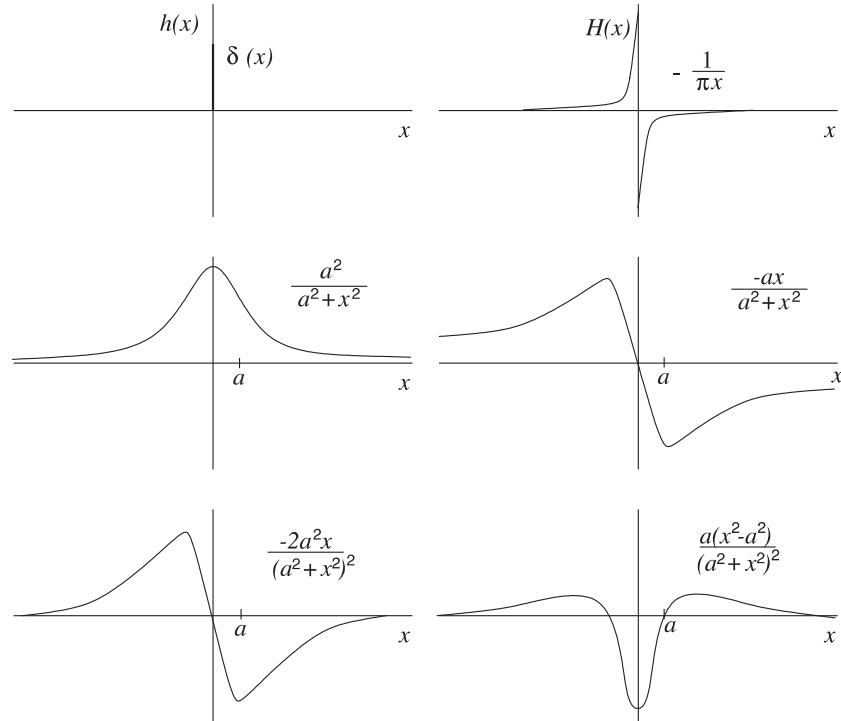 h(x)
δ (x)
x
H(x)
- 1/πx
x
a²/a²+x²
a
x
-ax/a²+x²
a
x
-2a²x/(a²+x²)²
a
x
a(x²-a²)/(a²+x²)²
a
x